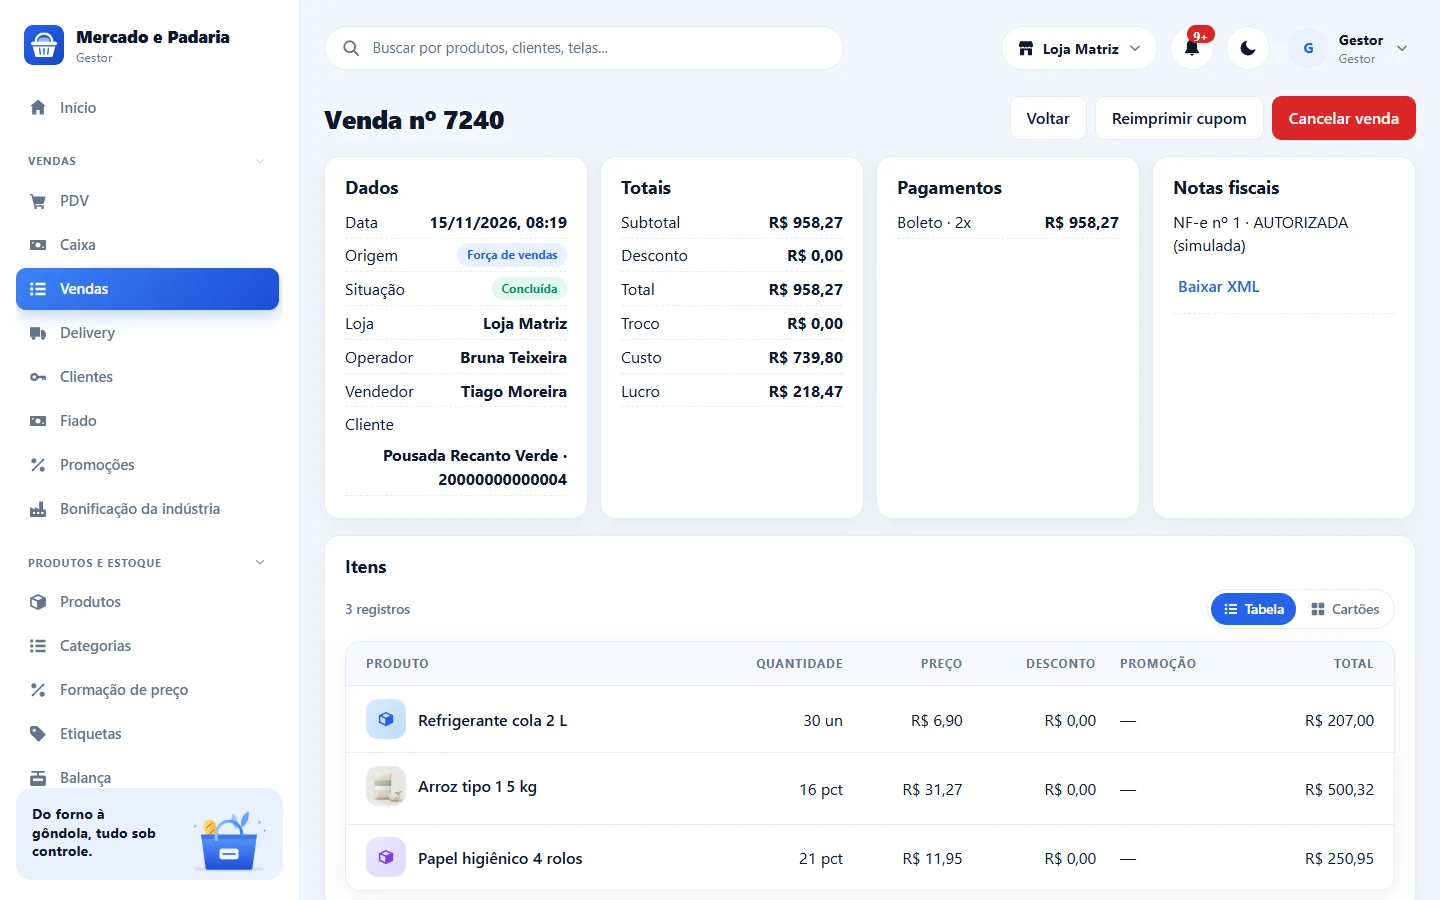 Mercado e Padaria
Gestor
Início
VENDAS
PDV
Caixa
Vendas
Delivery
Clientes
Fiado
Promoções
Bonificação da indústria
PRODUTOS E ESTOQUE
Produtos
Categorias
Formação de preço
Etiquetas
Balança
Do forno à
gôndola, tudo sob
controle.
Buscar por produtos, clientes, telas...
Loja Matriz
9+
G
Gestor
Gestor
Venda nº 7240
Voltar
Reimprimir cupom
Cancelar venda
Dados
Data 15/11/2026, 08:19
Origem Força de vendas
Situação Concluída
Loja Loja Matriz
Operador Bruna Teixeira
Vendedor Tiago Moreira
Cliente
Pousada Recanto Verde ·
20000000000004
Totais
Subtotal R$ 958,27
Desconto R$ 0,00
Total R$ 958,27
Troco R$ 0,00
Custo R$ 739,80
Lucro R$ 218,47
Pagamentos
Boleto · 2x R$ 958,27
Notas fiscais
NF-e nº 1 · AUTORIZADA
(simulada)
Baixar XML
Itens
3 registros
Tabela
Cartões
PRODUTO QUANTIDADE PREÇO DESCONTO PROMOÇÃO TOTAL
Refrigerante cola 2 L 30 un R$ 6,90 R$ 0,00 — R$ 207,00
Arroz tipo 1 5 kg 16 pct R$ 31,27 R$ 0,00 — R$ 500,32
Papel higiênico 4 rolos 21 pct R$ 11,95 R$ 0,00 — R$ 250,95